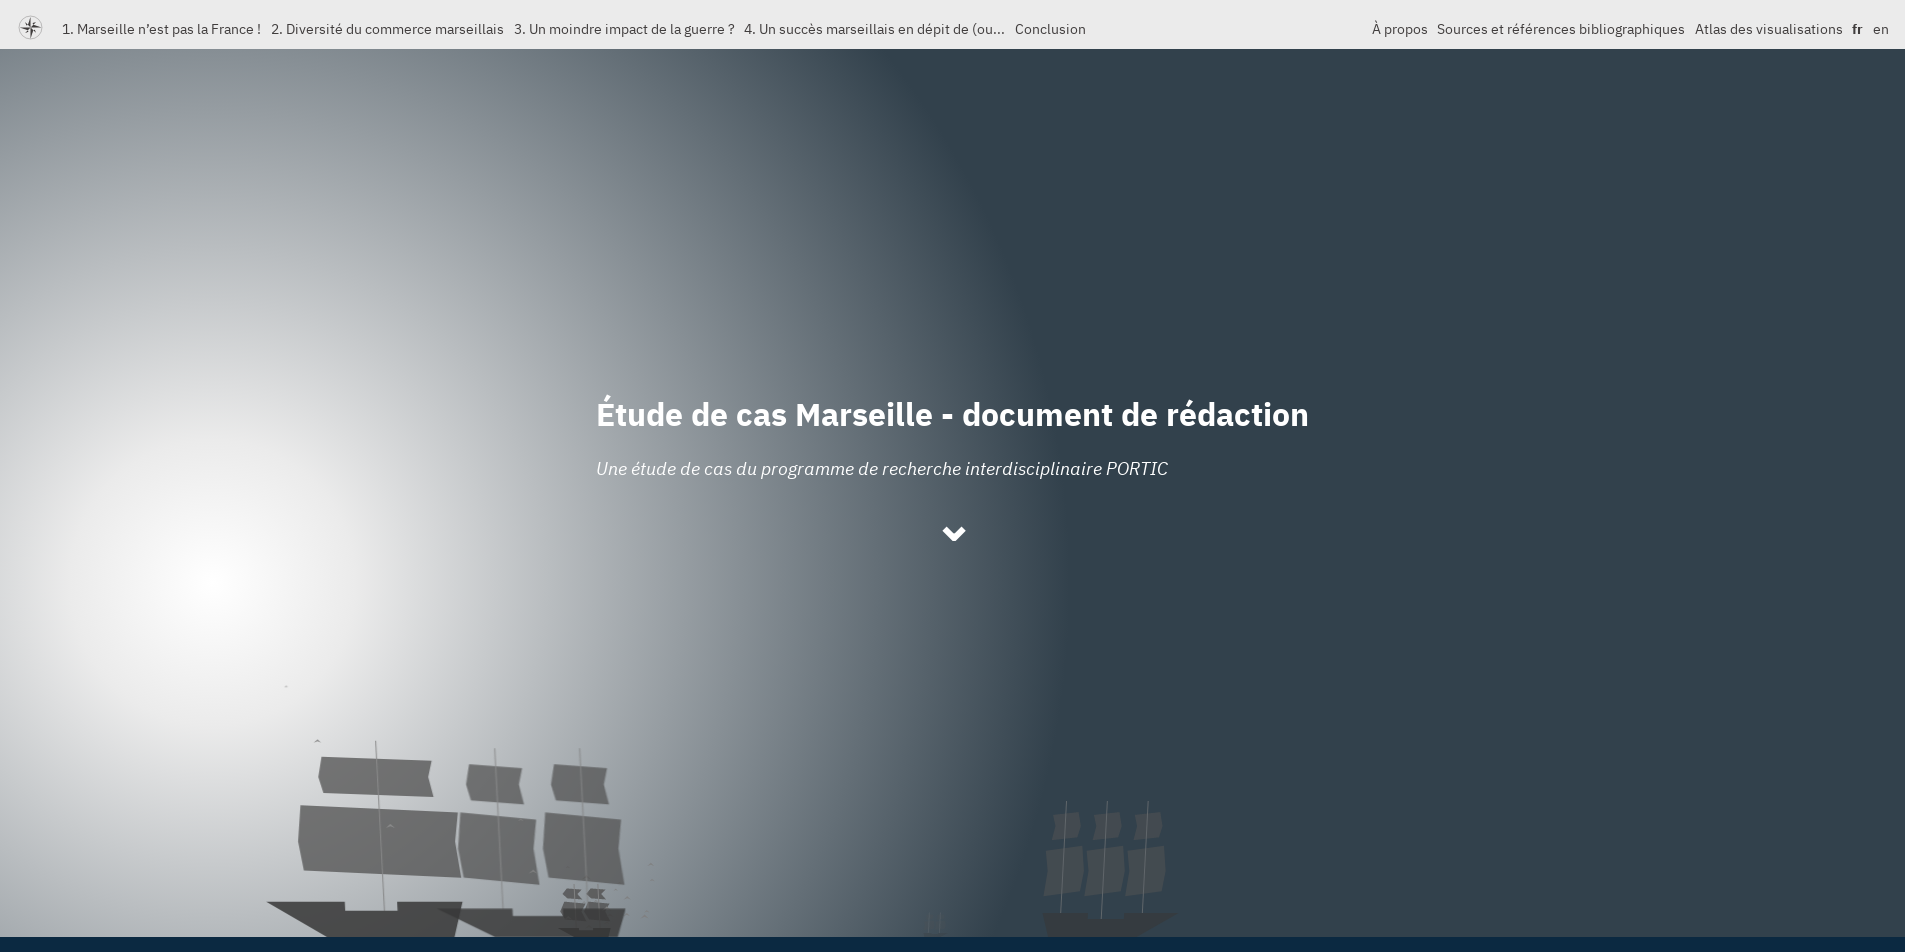 1. Marseille n’est pas la France ! 2. Diversité du commerce marseillais 3. Un moindre impact de la guerre ? 4. Un succès marseillais en dépit de (ou... Conclusion À propos Sources et références bibliographiques Atlas des visualisations fr en
Étude de cas Marseille - document de rédaction
Une étude de cas du programme de recherche interdisciplinaire PORTIC